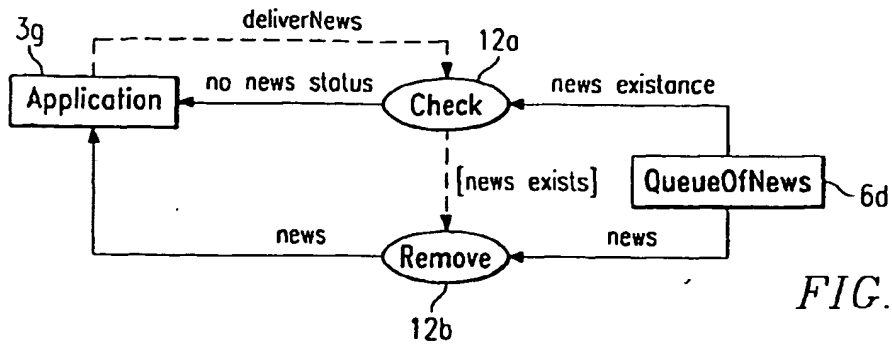 deliverNews
3g
12a
Application
no news status
Check
news existance
[news exists]
QueueOfNews
6d
news
Remove
news
12b
FIG.